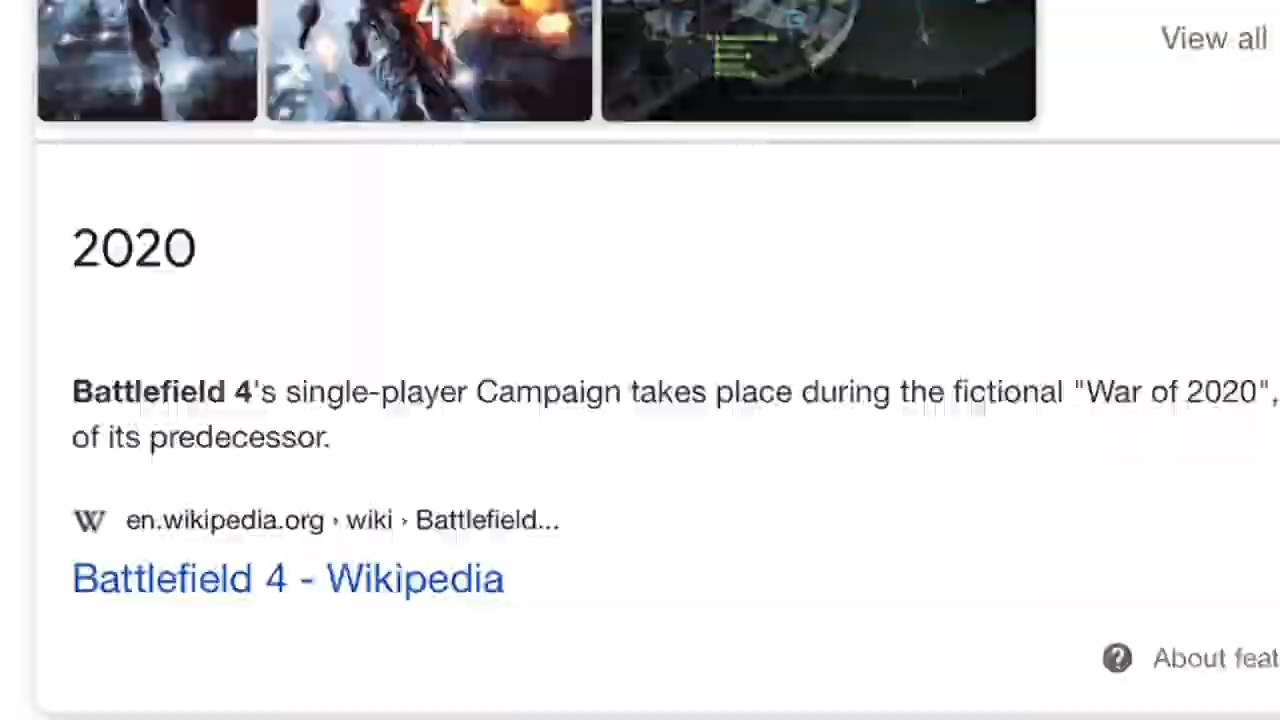 4
View all
2020
Battlefield 4's single-player Campaign takes place during the fictional "War of 2020",
of its predecessor.
W en.wikipedia.org › wiki › Battlefield...
Battlefield 4 - Wikipedia
? About feat